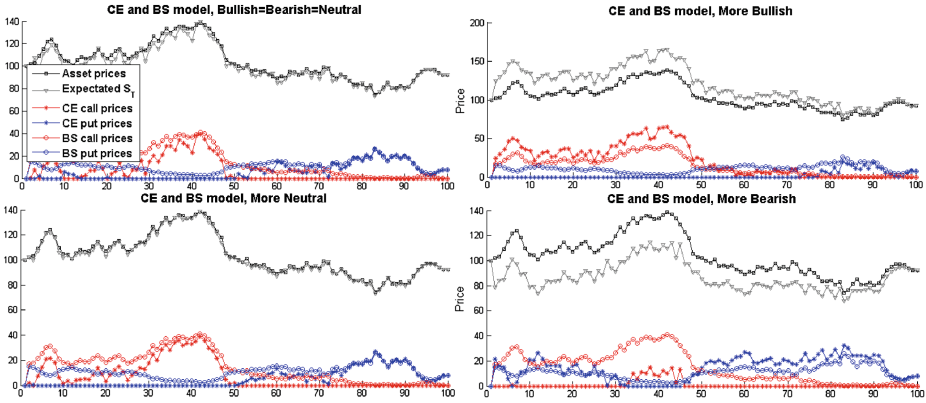 CE and BS model, Bullish=Bearish=Neutral
140
120
100
80
60
40
20
0
Asset prices
Expectated S_T
CE call prices
CE put prices
BS call prices
BS put prices
0 10 20 30 40 50 60 70 80 90 100
CE and BS model, More Bullish
Price
200
150
100
50
0
0 10 20 30 40 50 60 70 80 90 100
CE and BS model, More Neutral
140
120
100
80
60
40
20
0
0 10 20 30 40 50 60 70 80 90 100
CE and BS model, More Bearish
Price
140
120
100
80
60
40
20
0
0 10 20 30 40 50 60 70 80 90 100